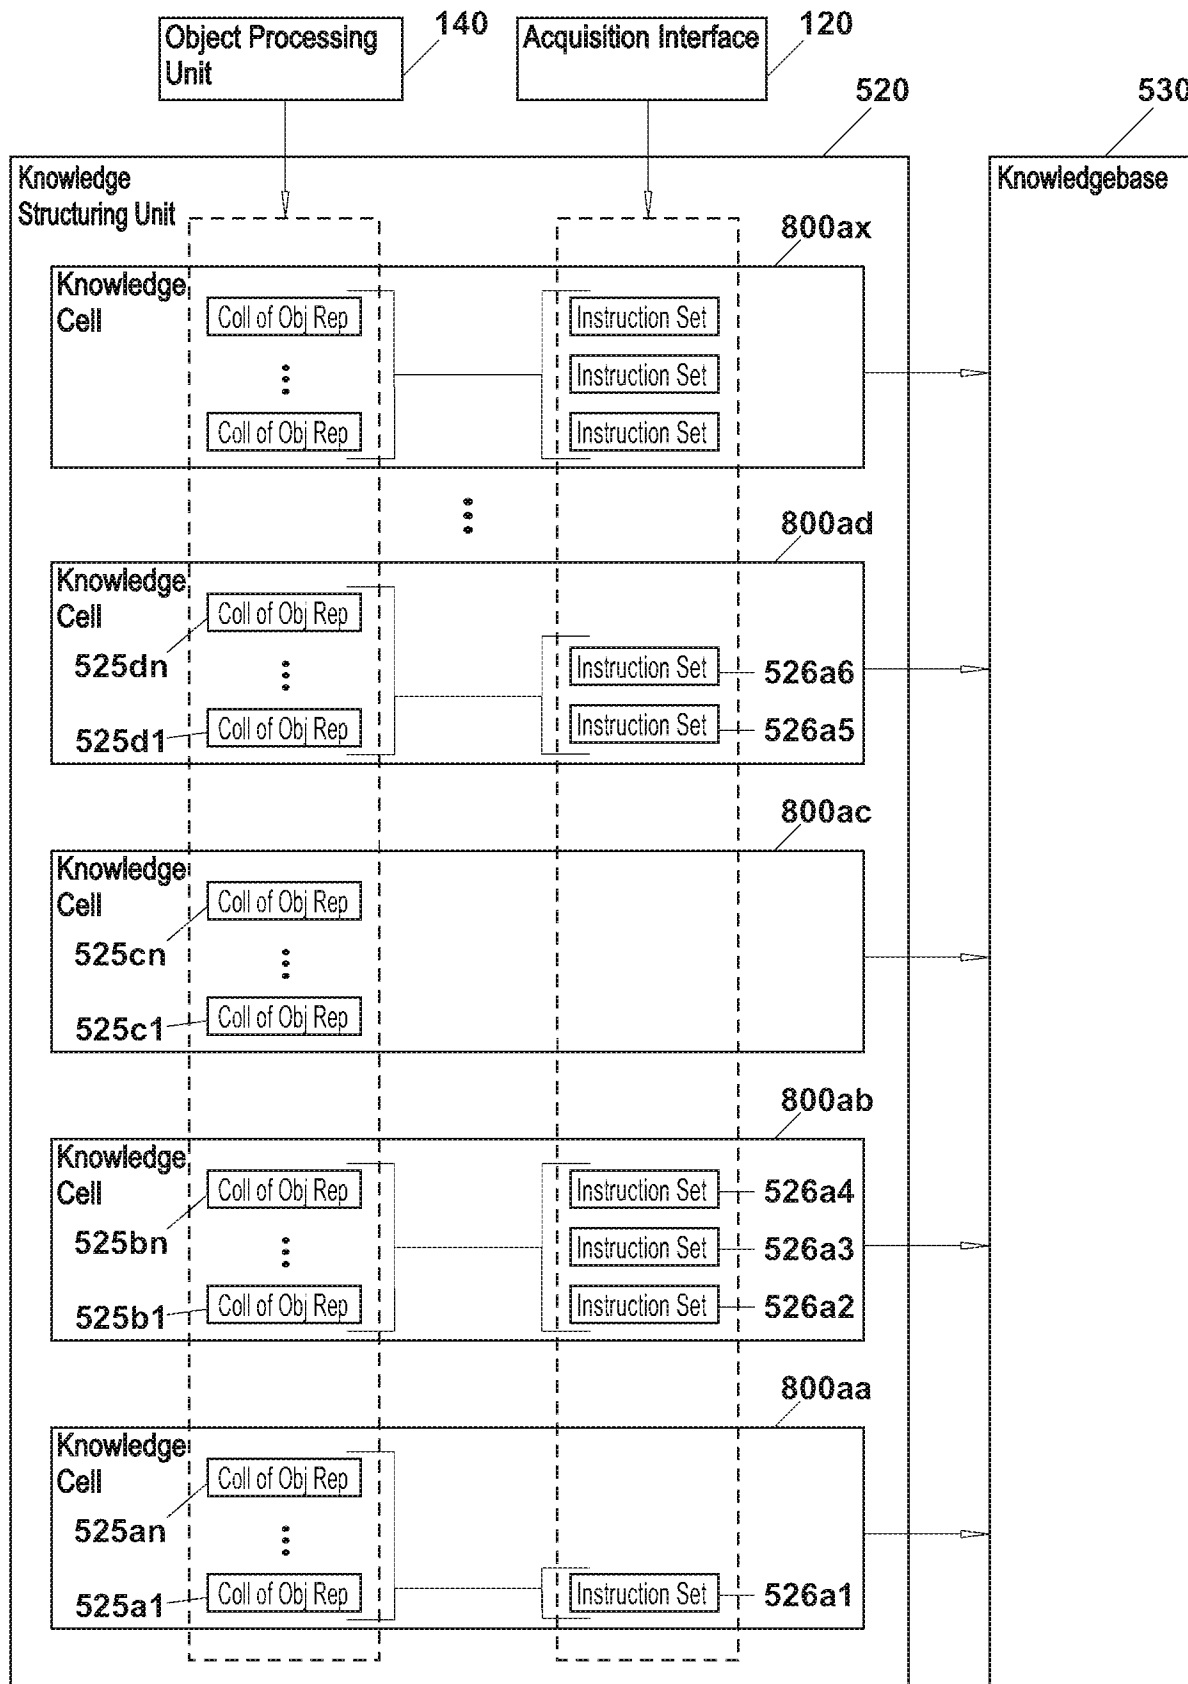 Object Processing
Unit
140
Acquisition Interface
120
520
530
Knowledge
Structuring Unit
Knowledgebase
800ax
Knowledge
Cell
Coll of Obj Rep
Instruction Set
Instruction Set
Coll of Obj Rep
Instruction Set
800ad
Knowledge
Cell
Coll of Obj Rep
525dn
Instruction Set
526a6
525d1
Coll of Obj Rep
Instruction Set
526a5
800ac
Knowledge
Cell
Coll of Obj Rep
525cn
525c1
Coll of Obj Rep
800ab
Knowledge
Cell
Coll of Obj Rep
Instruction Set
526a4
525bn
Instruction Set
526a3
525b1
Coll of Obj Rep
Instruction Set
526a2
800aa
Knowledge
Cell
Coll of Obj Rep
525an
525a1
Coll of Obj Rep
Instruction Set
526a1